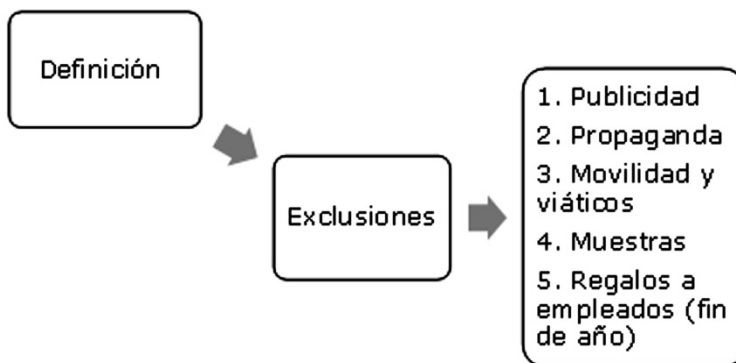 Definición
Exclusiones
1. Publicidad
2. Propaganda
3. Movilidad y
viáticos
4. Muestras
5. Regalos a
empleados (fin
de año)